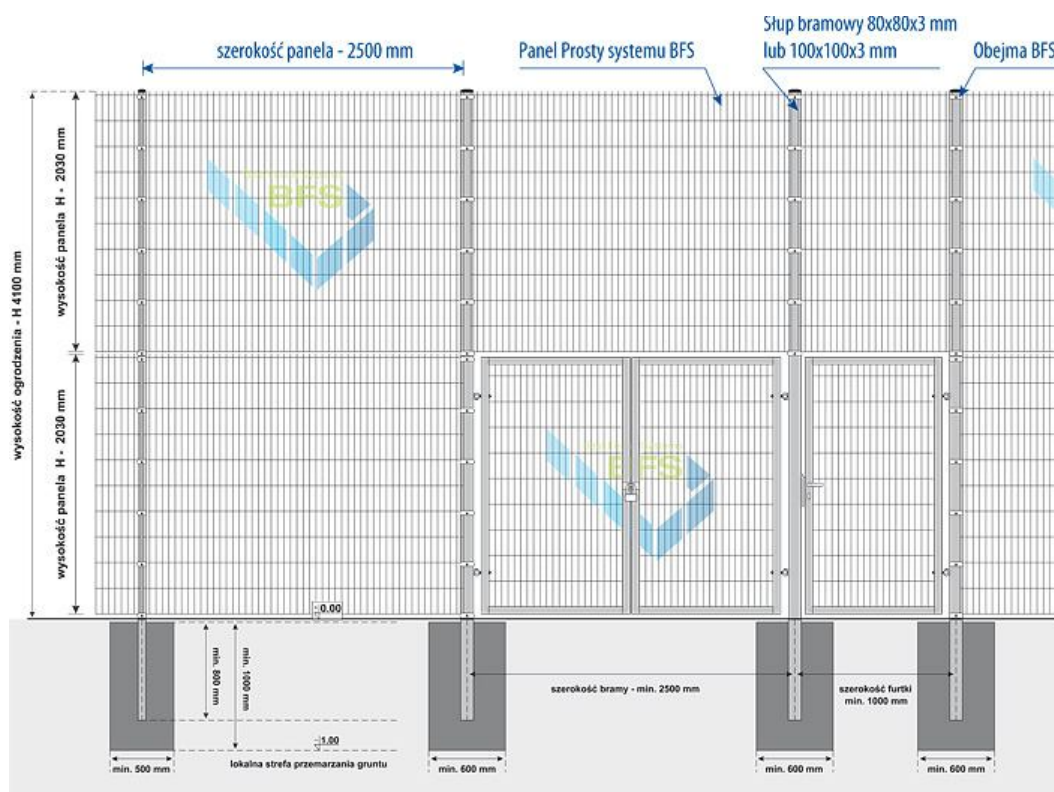 Słup bramowy 80x80x3 mm
szerokość panela - 2500 mm
Panel Prosty systemu BFS
lub 100x100x3 mm
Obejma BFS
wysokość ogrodzenia - H 4100 mm
wysokość panela H - 2030 mm
wysokość panela H - 2030 mm
BFS
BFS
0.00
min. 800 mm
min. 1000 mm
szerokość bramy - min. 2500 mm
szerokość furtki
min. 1000 mm
1.00
lokalna strefa przemarzania gruntu
min. 500 mm
min. 600 mm
min. 600 mm
min. 600 mm